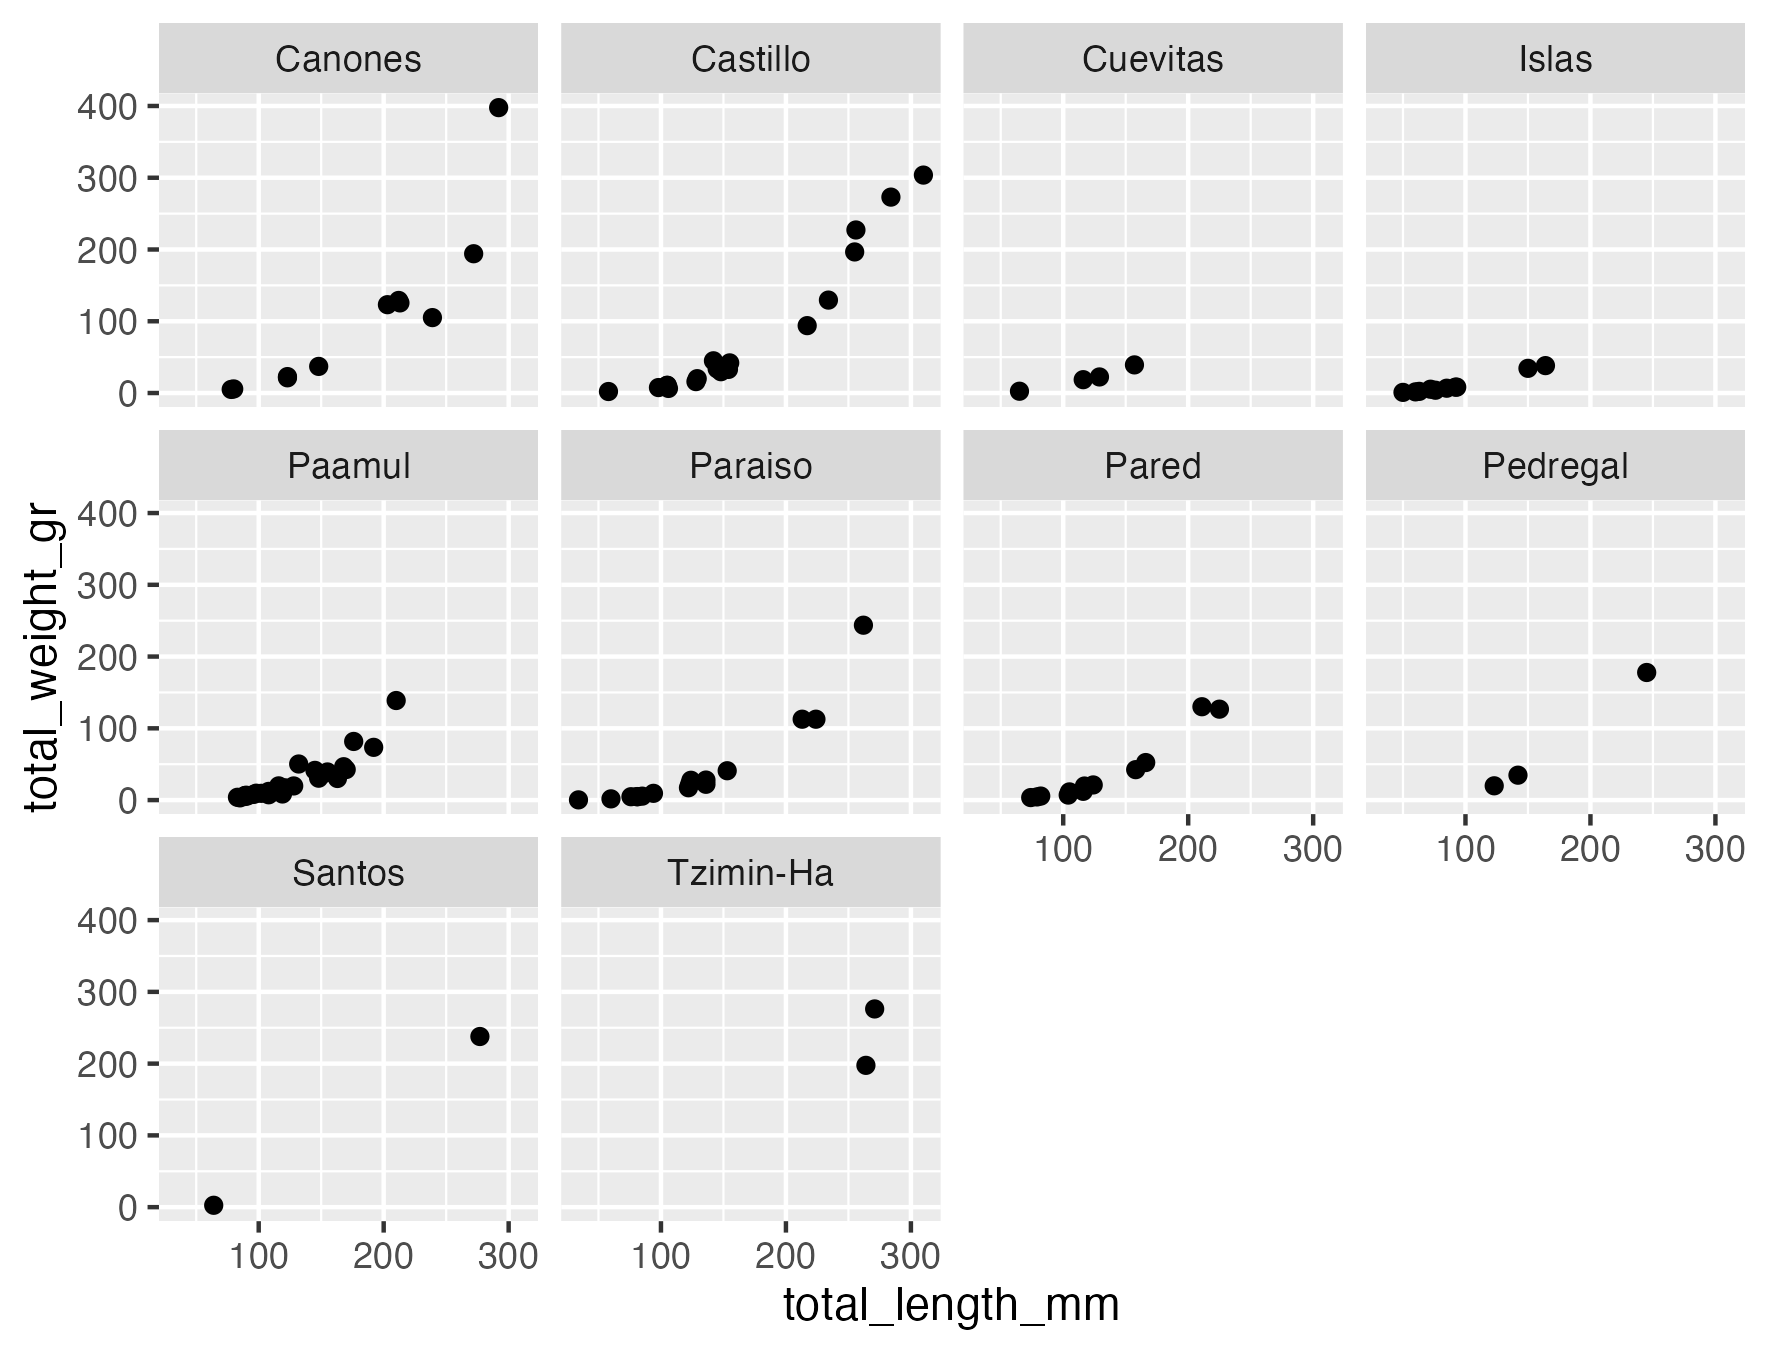 Canones Castillo Cuevitas Islas
400
300
200
100
0
Paamul Paraiso Pared Pedregal
400
300
200
100
0
100 200 300 100 200 300
Santos Tzimin-Ha
400
300
200
100
0
100 200 300 100 200 300
total_length_mm
total_weight_gr